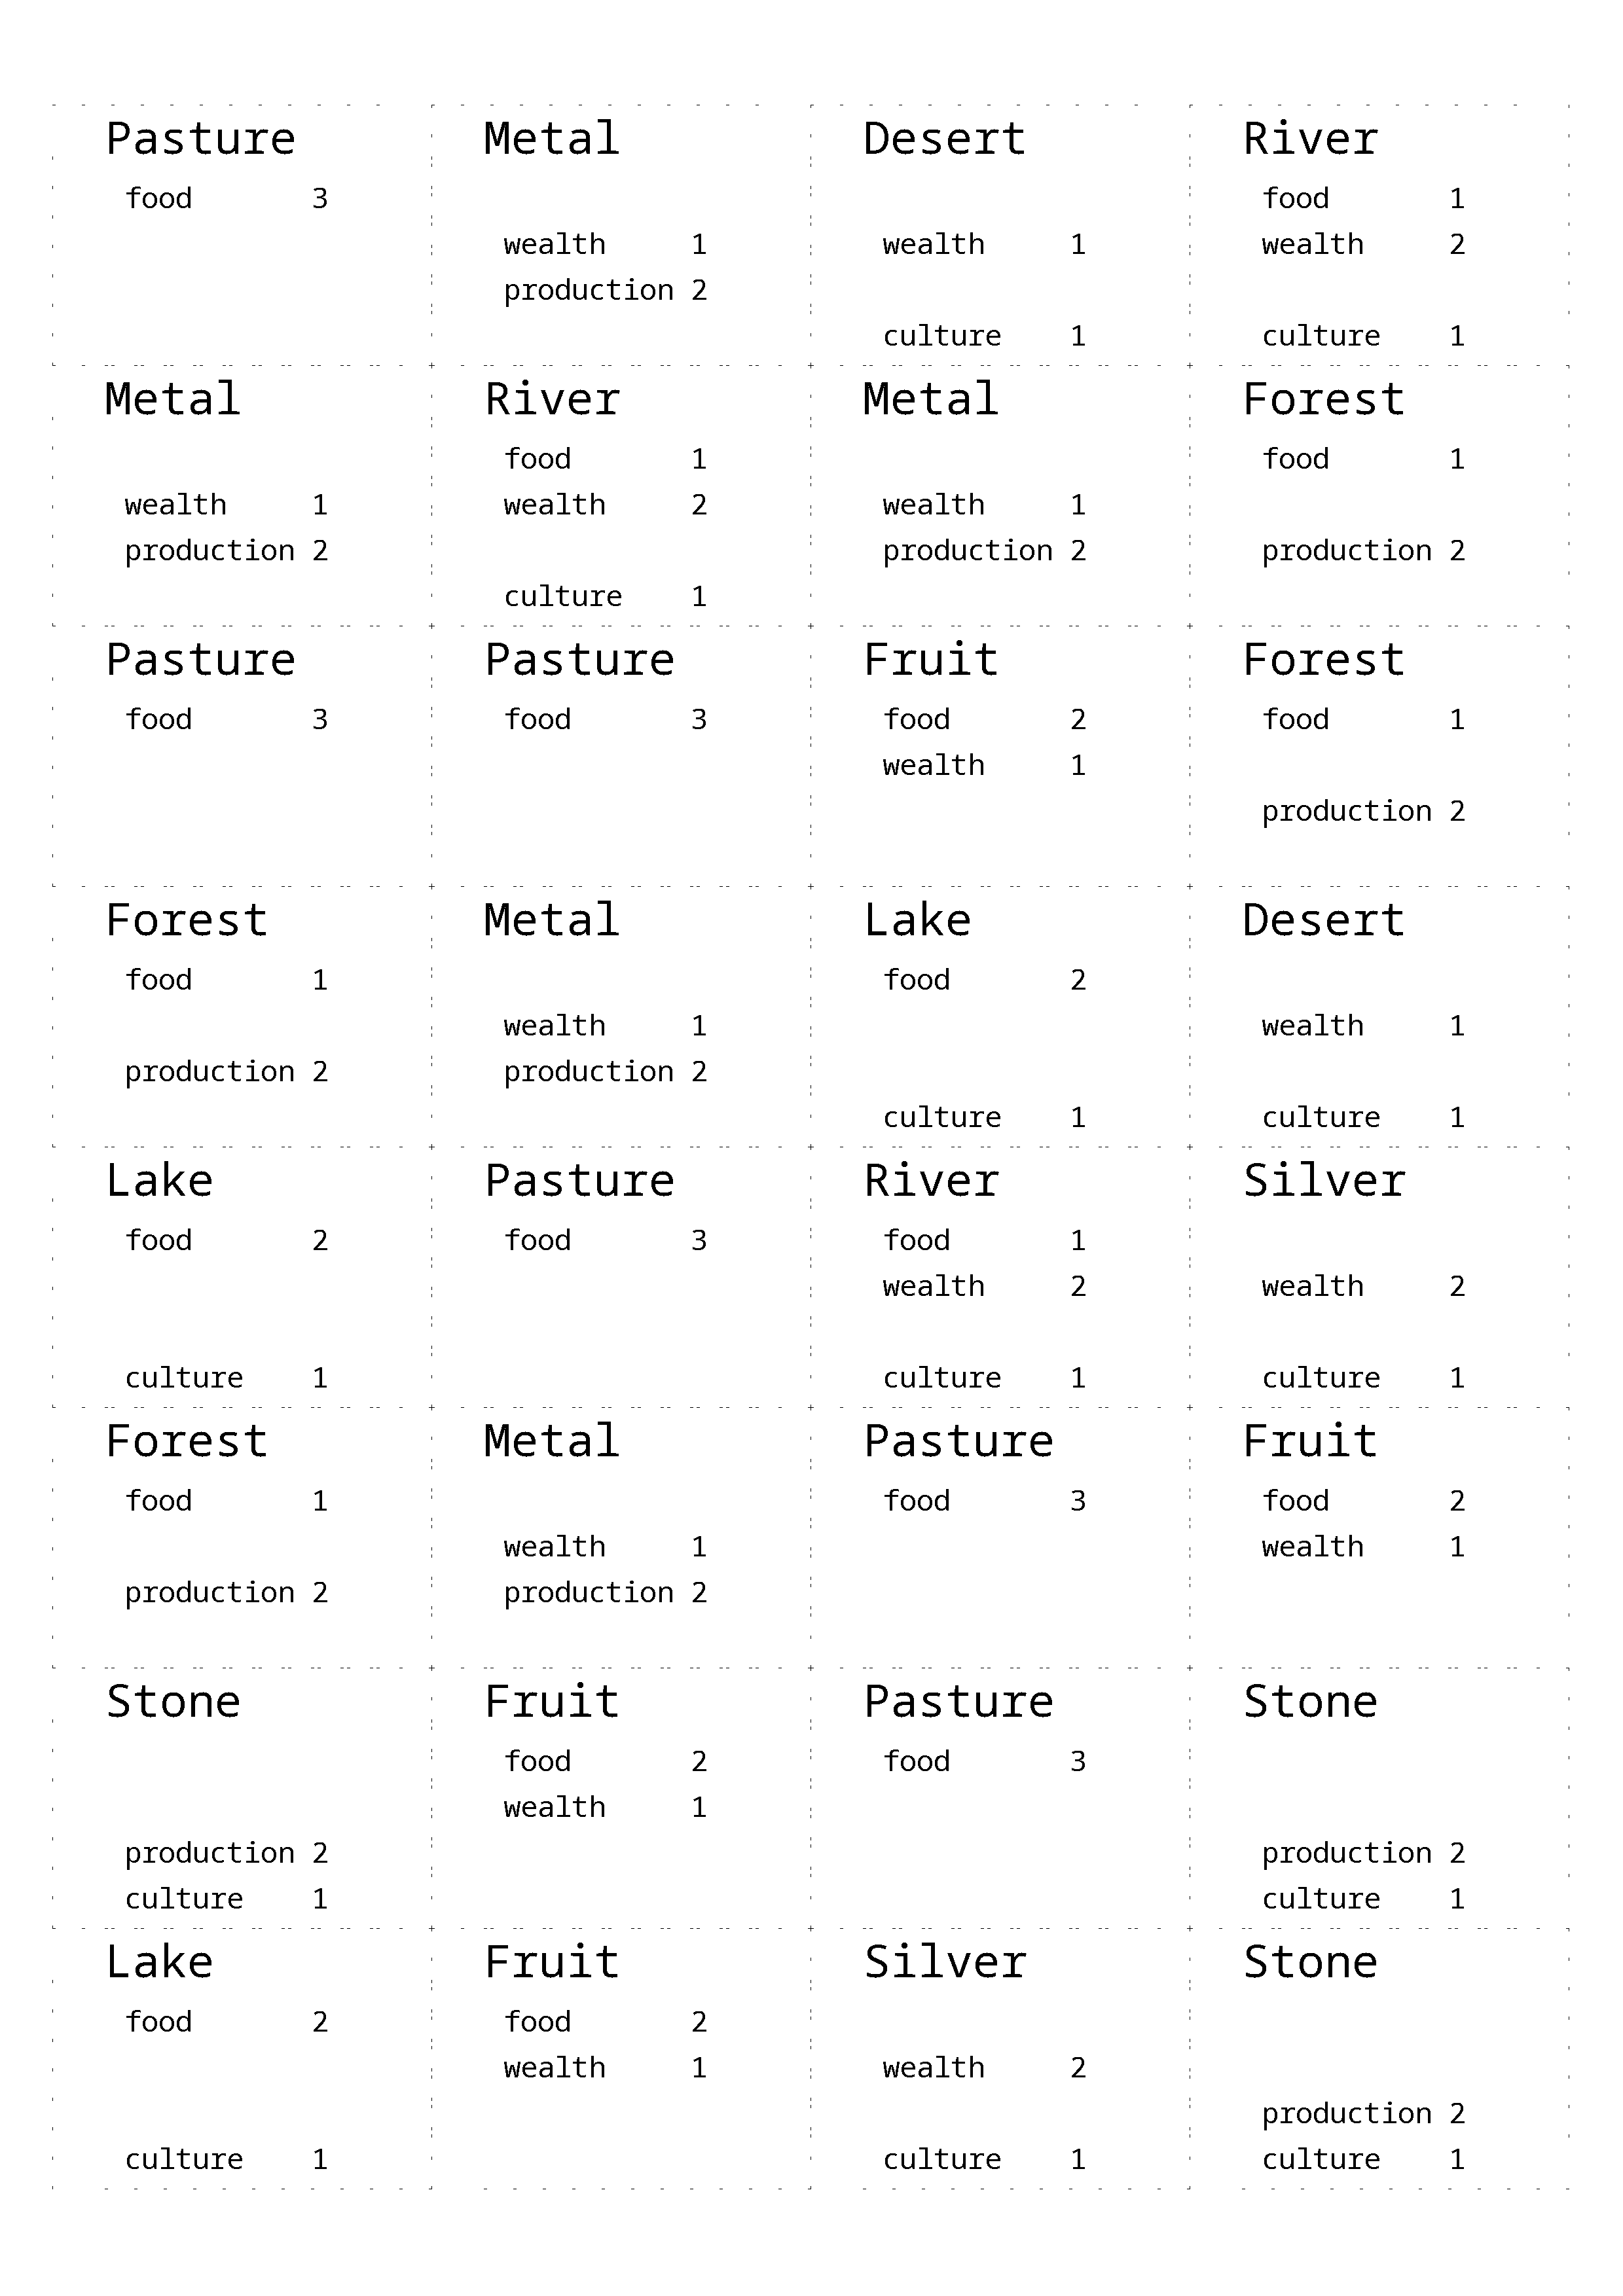 Pasture
food 3
Metal
wealth 1
production 2
Desert
wealth 1
culture 1
River
food 1
wealth 2
culture 1
Metal
wealth 1
production 2
River
food 1
wealth 2
culture 1
Metal
wealth 1
production 2
Forest
food 1
production 2
Pasture
food 3
Pasture
food 3
Fruit
food 2
wealth 1
Forest
food 1
production 2
Forest
food 1
production 2
Metal
wealth 1
production 2
Lake
food 2
culture 1
Desert
wealth 1
culture 1
Lake
food 2
culture 1
Pasture
food 3
River
food 1
wealth 2
culture 1
Silver
wealth 2
culture 1
Forest
food 1
production 2
Metal
wealth 1
production 2
Pasture
food 3
Fruit
food 2
wealth 1
Stone
production 2
culture 1
Fruit
food 2
wealth 1
Pasture
food 3
Stone
production 2
culture 1
Lake
food 2
culture 1
Fruit
food 2
wealth 1
Silver
wealth 2
culture 1
Stone
production 2
culture 1